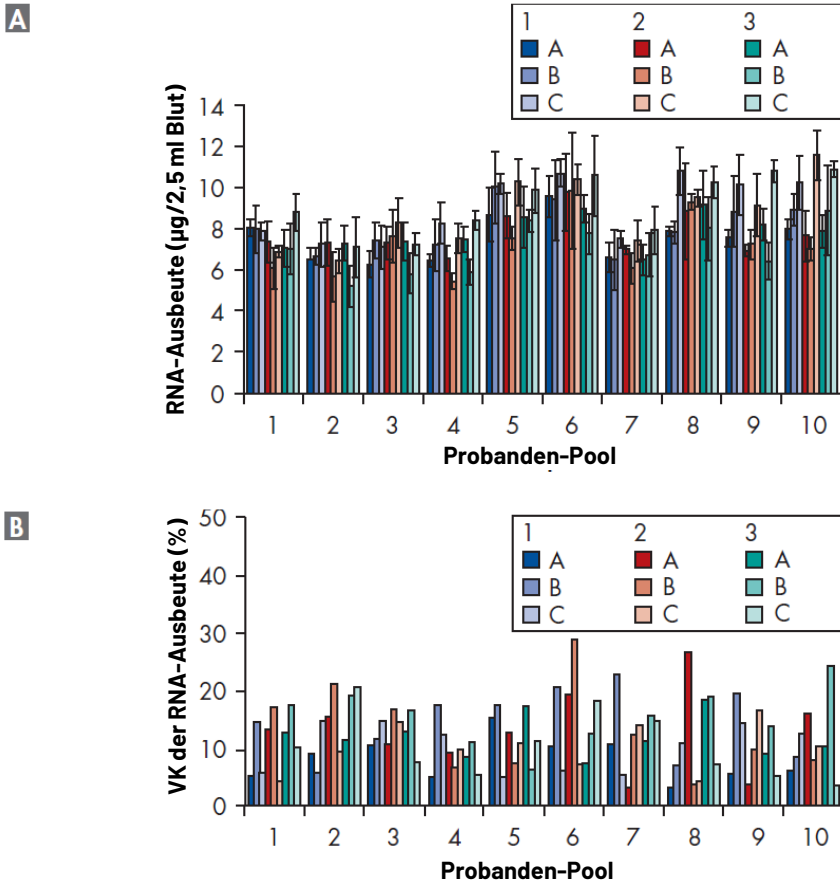 A
1 2 3
A A A
B B B
C C C
RNA-Ausbeute (µg/2,5 ml Blut)
14
12
10
8
6
4
2
0
1 2 3 4 5 6 7 8 9 10
Probanden-Pool
B
1 2 3
A A A
B B B
C C C
VK der RNA-Ausbeute (%)
50
40
30
20
10
0
1 2 3 4 5 6 7 8 9 10
Probanden-Pool